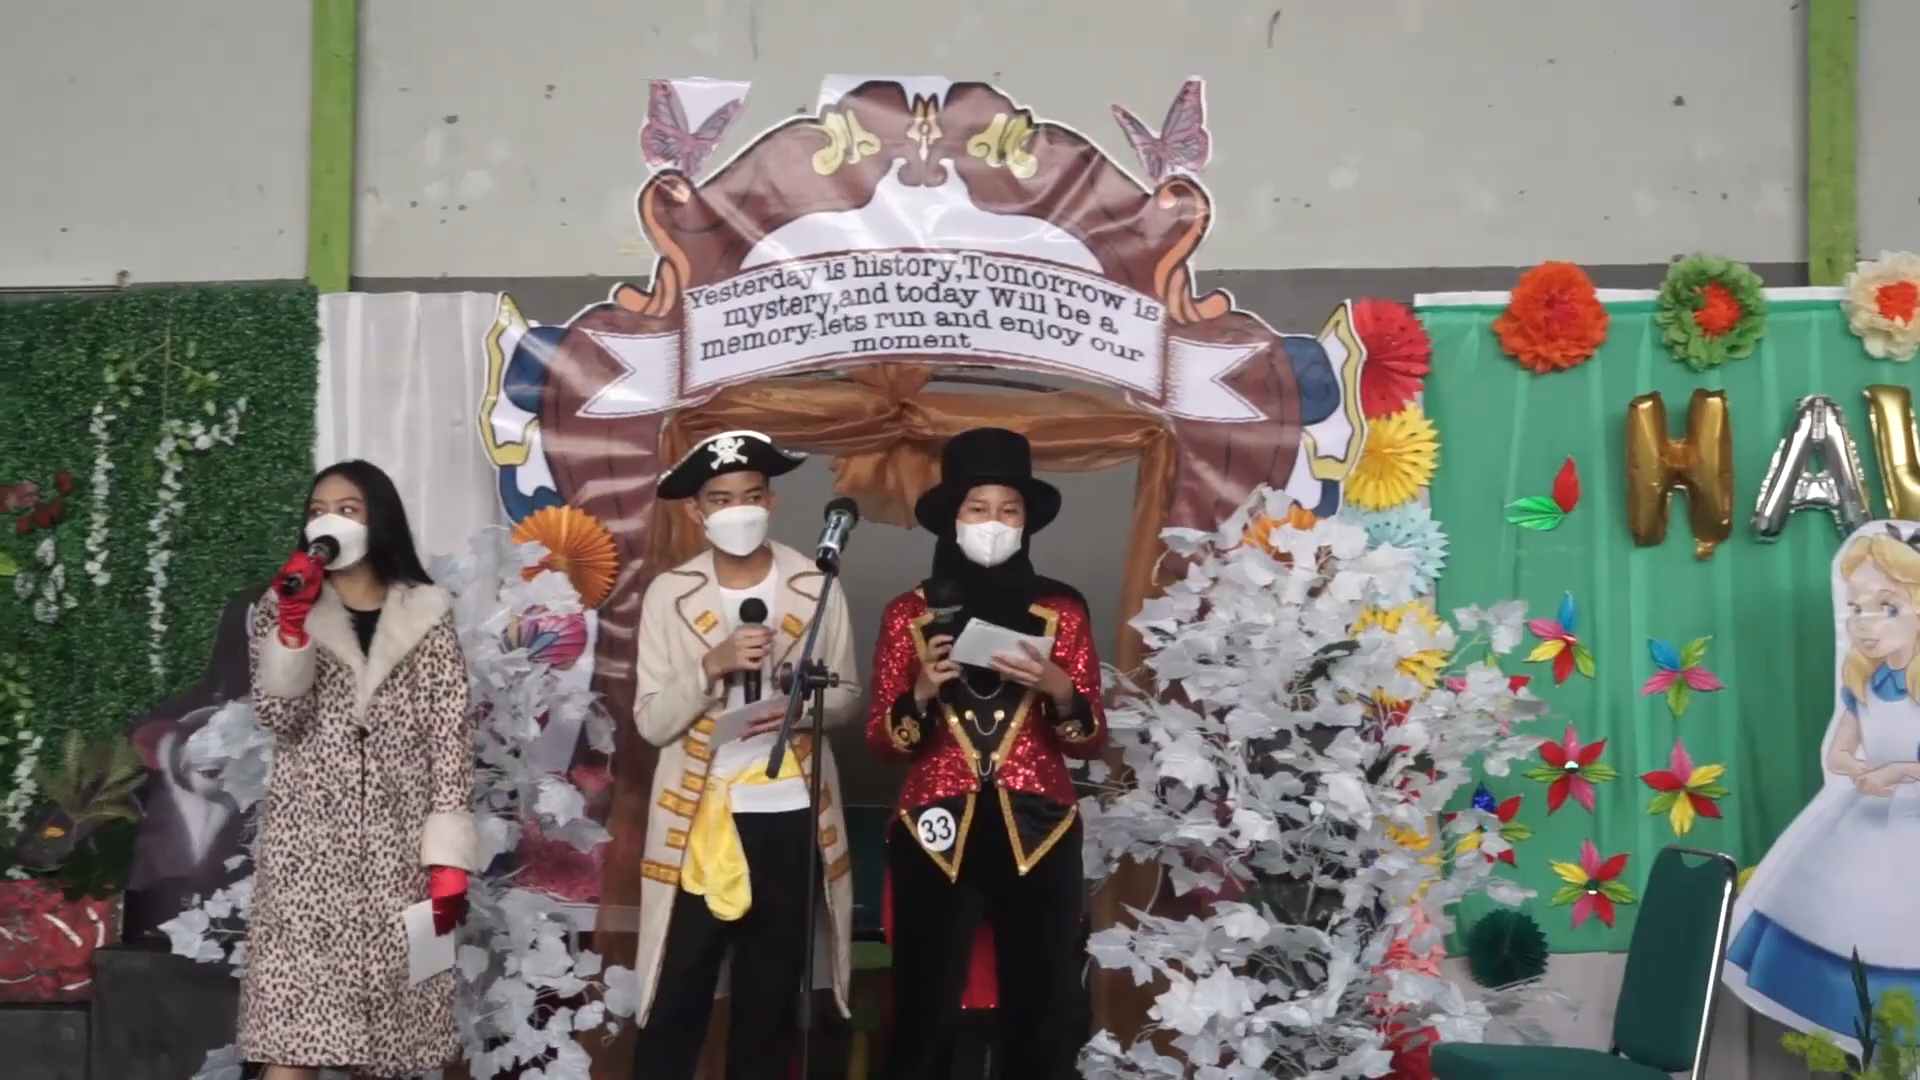 Yesterday is history,Tomorrow is
mystery,and today Will be a
memory.lets run and enjoy our
moment
HA
33